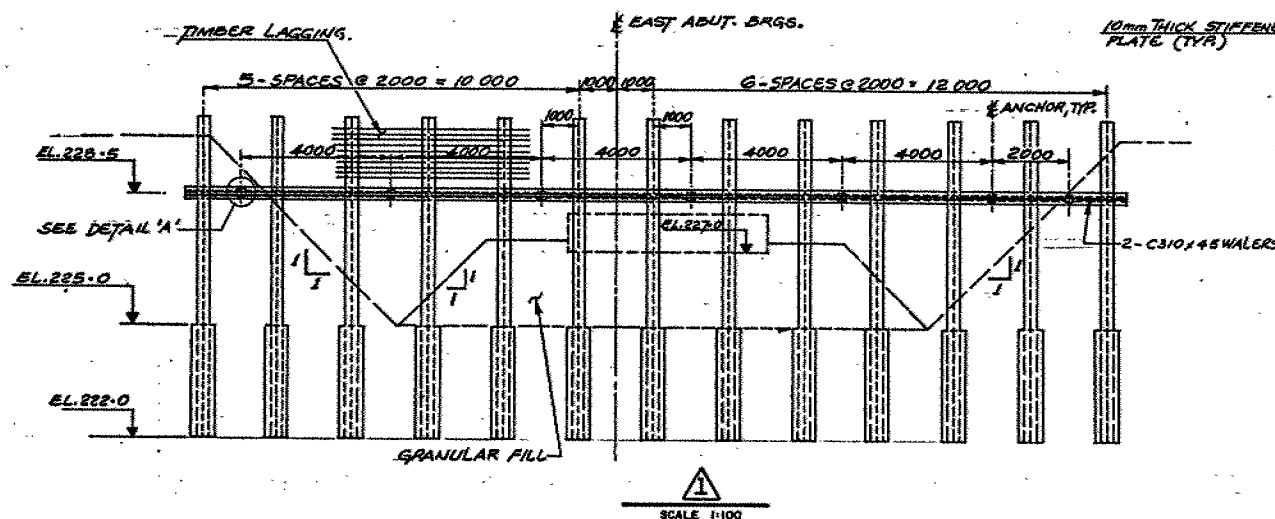 TIMBER LAGGING.
℄ EAST ABUT. BRGS.
10mm THICK STIFFENE
PLATE (TYP.)
5-SPACES @ 2000 = 10 000
1000
1000
6-SPACES @ 2000 = 12 000
℄ ANCHOR, TYP.
1000
1000
EL. 228.5
4000
4000
4000
4000
4000
2000
SEE DETAIL 'A'
EL. 227.0
2-C310 x 45 WALERS
1
1
1
1
1
1
EL. 225.0
EL. 222.0
GRANULAR FILL
1
SCALE 1:100